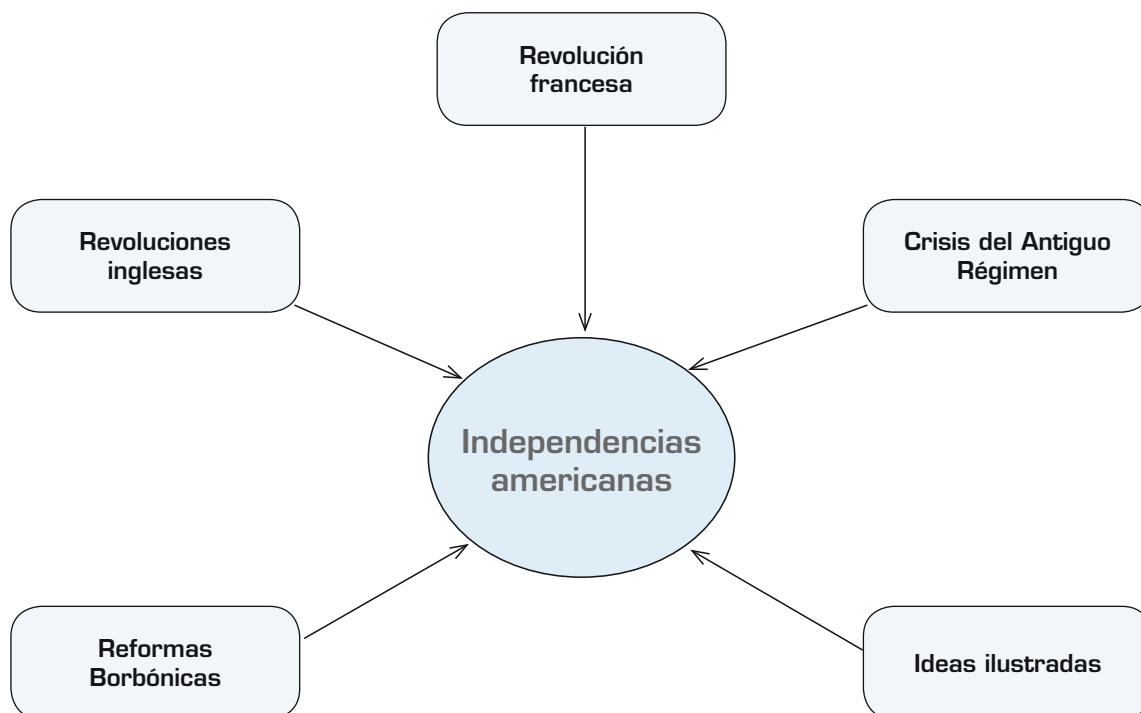 Revolución
francesa
Revoluciones
inglesas
Crisis del Antiguo
Régimen
Independencias
americanas
Reformas
Borbónicas
Ideas ilustradas